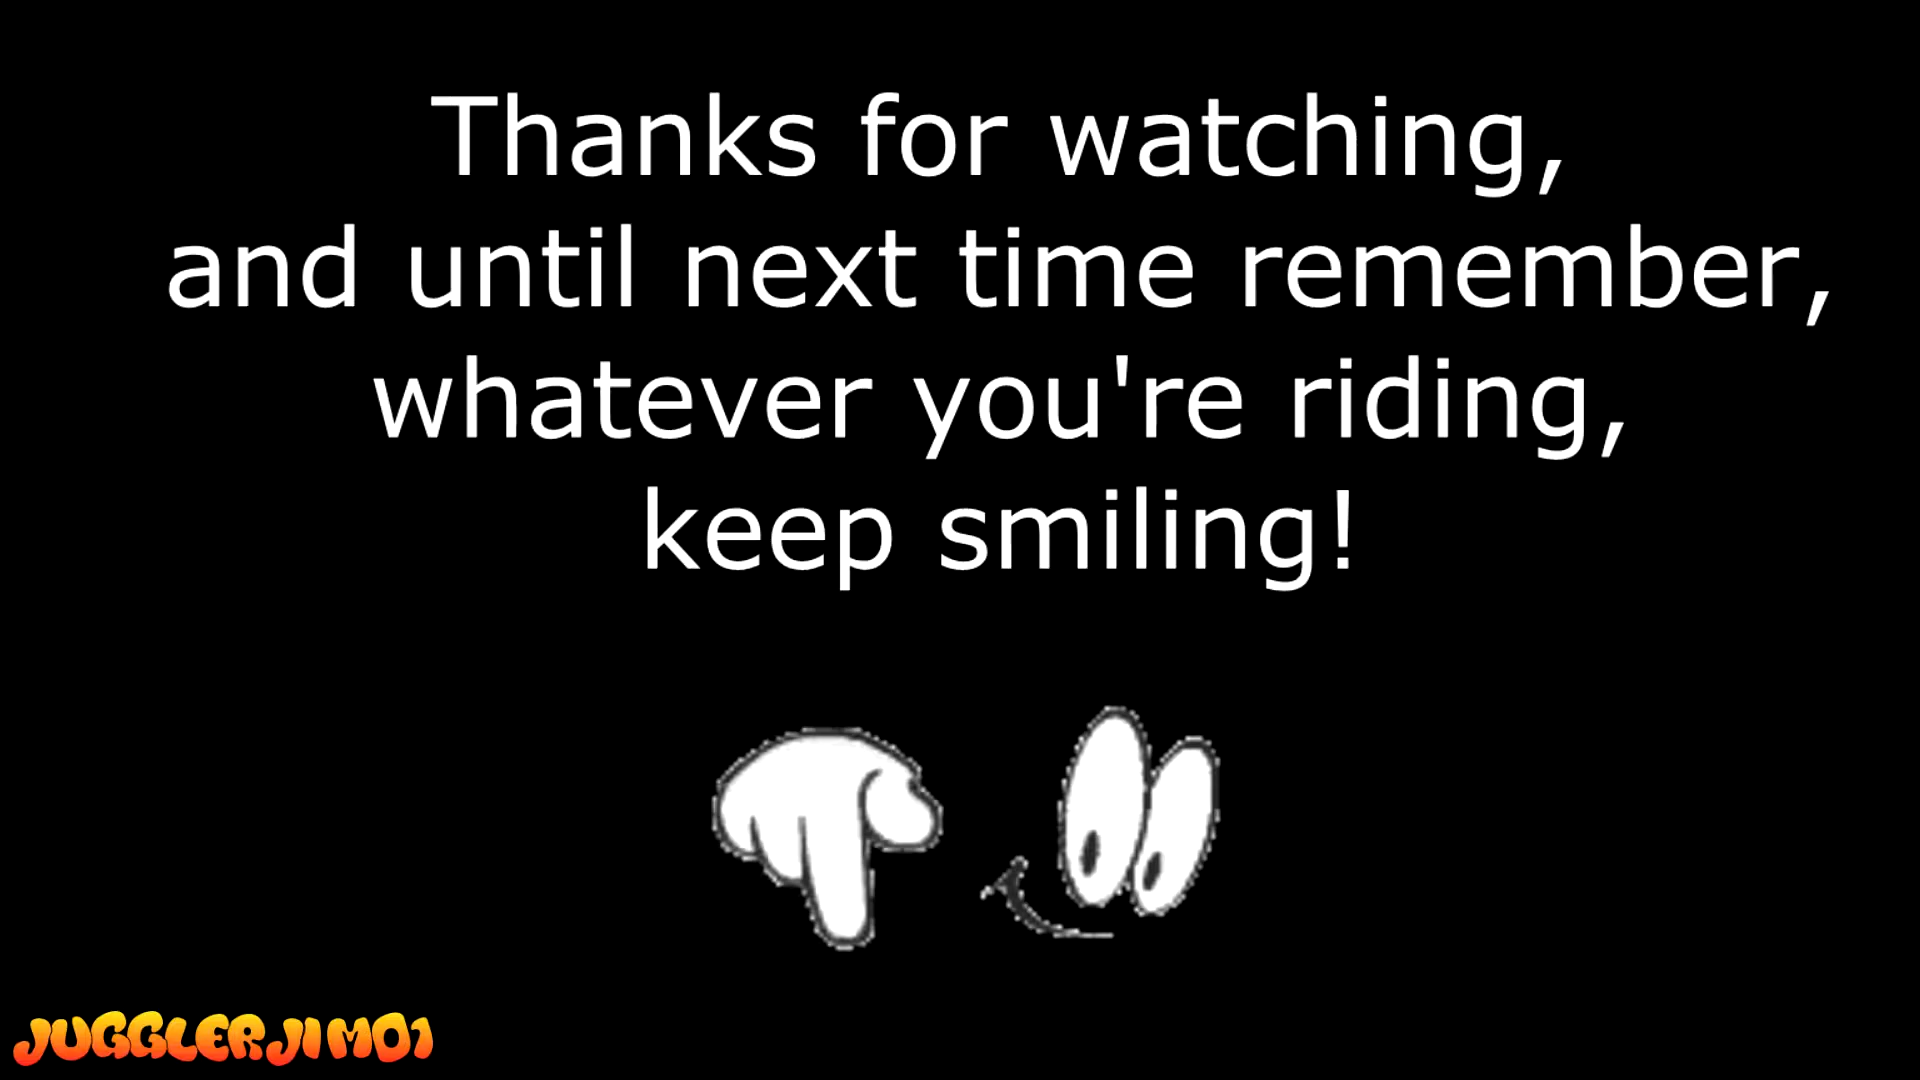 Thanks for watching,
and until next time remember,
whatever you're riding,
keep smiling!
JUGGLERJIM01